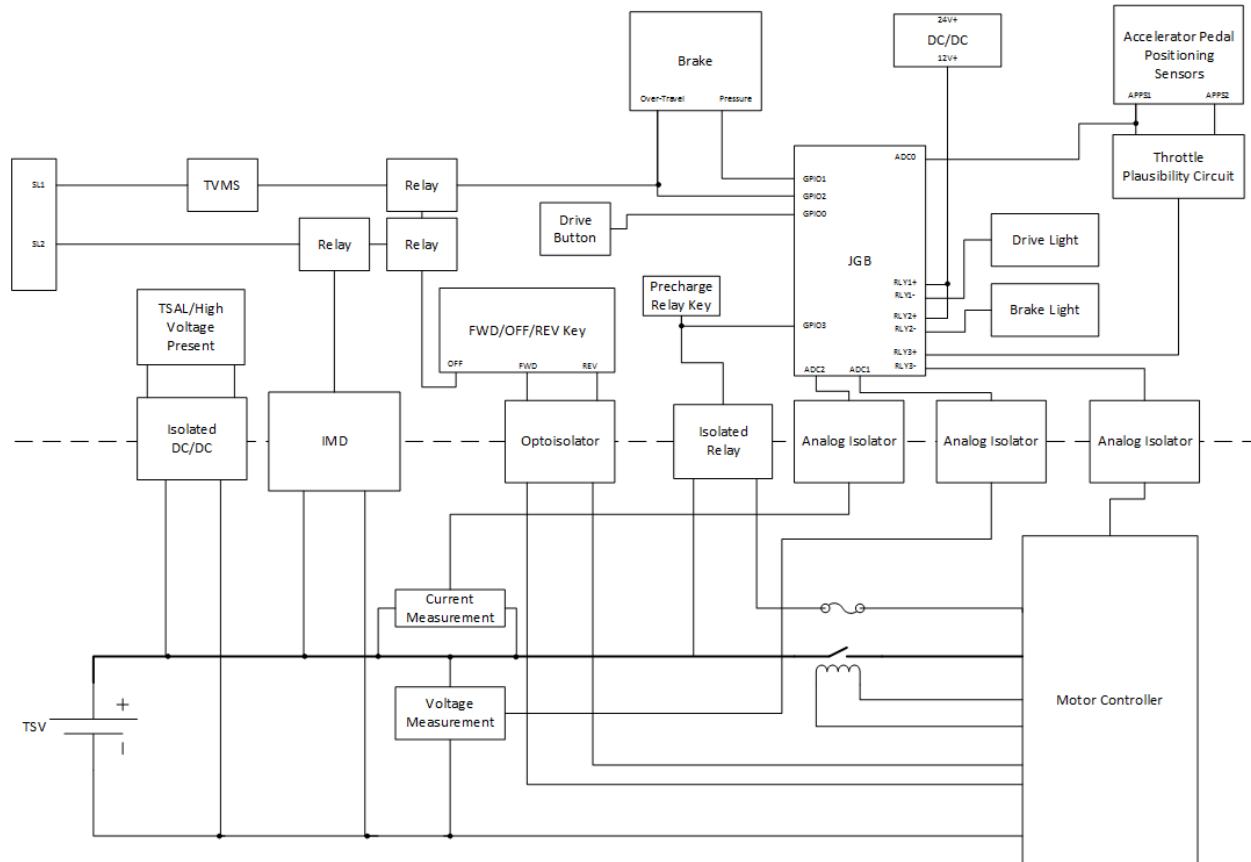 24V+
DC/DC
12V+
Brake
Over-Travel
Pressure
Accelerator Pedal
Positioning
Sensors
APPS1
APPS2
SL1
TVMS
Relay
GPIO1
ADC0
Throttle
Plausibility Circuit
GPIO2
GPIO0
Drive
Button
SL2
Relay
Relay
JGB
Drive Light
TSAL/High
Voltage
Present
Precharge
Relay Key
RLY1+
RLY1-
RLY2+
RLY2-
Brake Light
GPIO3
FWD/OFF/REV Key
OFF
FWD
REV
RLY3+
RLY3-
ADC2
ADC1
Isolated
DC/DC
IMD
Optoisolator
Isolated
Relay
Analog Isolator
Analog Isolator
Analog Isolator
Current
Measurement
TSV
Voltage
Measurement
Motor Controller